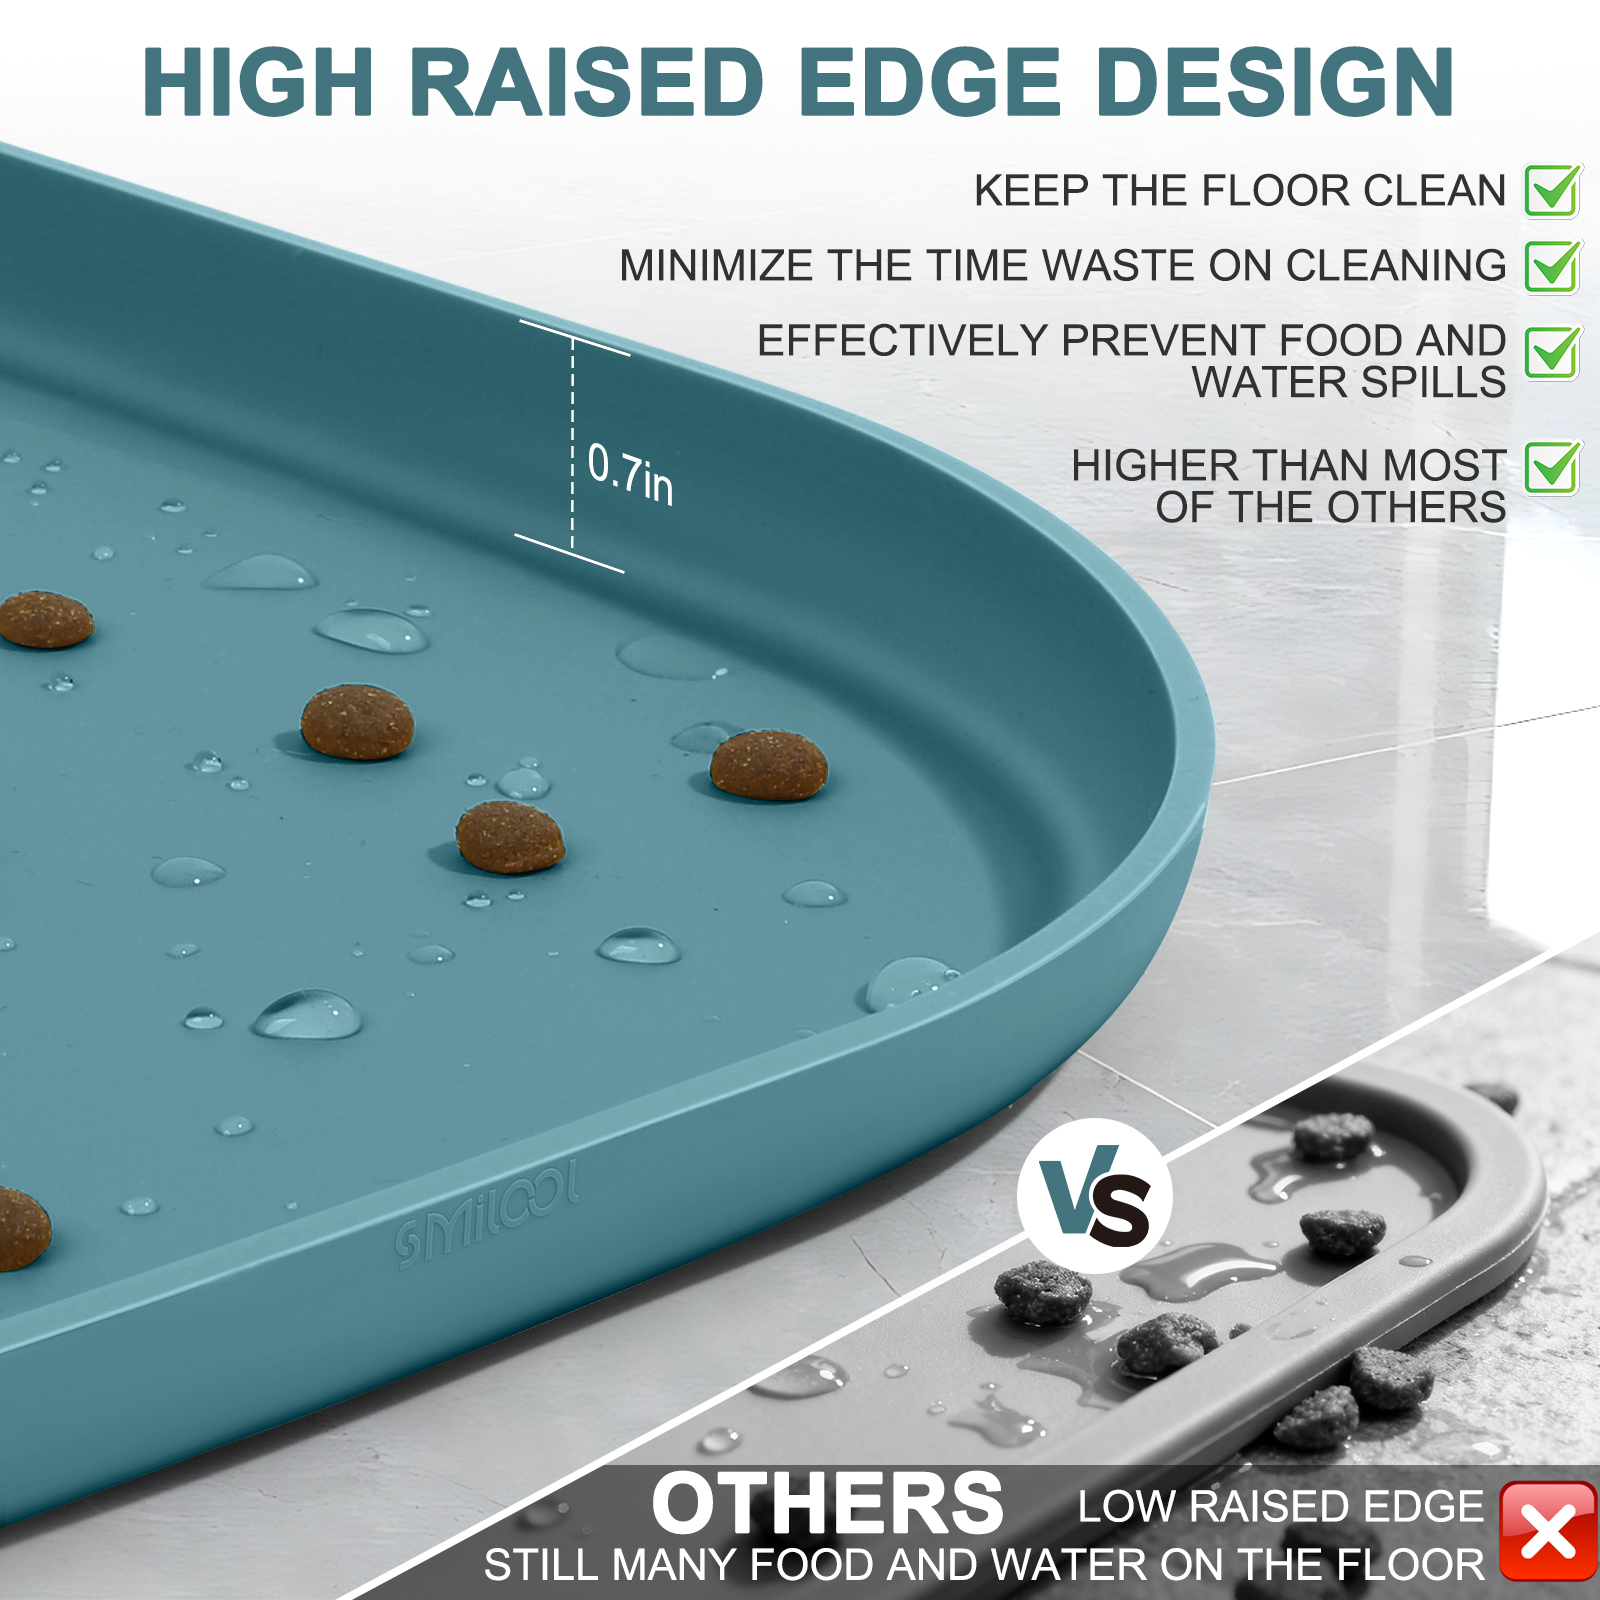 HIGH RAISED EDGE DESIGN
KEEP THE FLOOR CLEAN
MINIMIZE THE TIME WASTE ON CLEANING
EFFECTIVELY PREVENT FOOD AND
WATER SPILLS
HIGHER THAN MOST
OF THE OTHERS
0.7in
SMilool
VS
OTHERS
LOW RAISED EDGE
STILL MANY FOOD AND WATER ON THE FLOOR